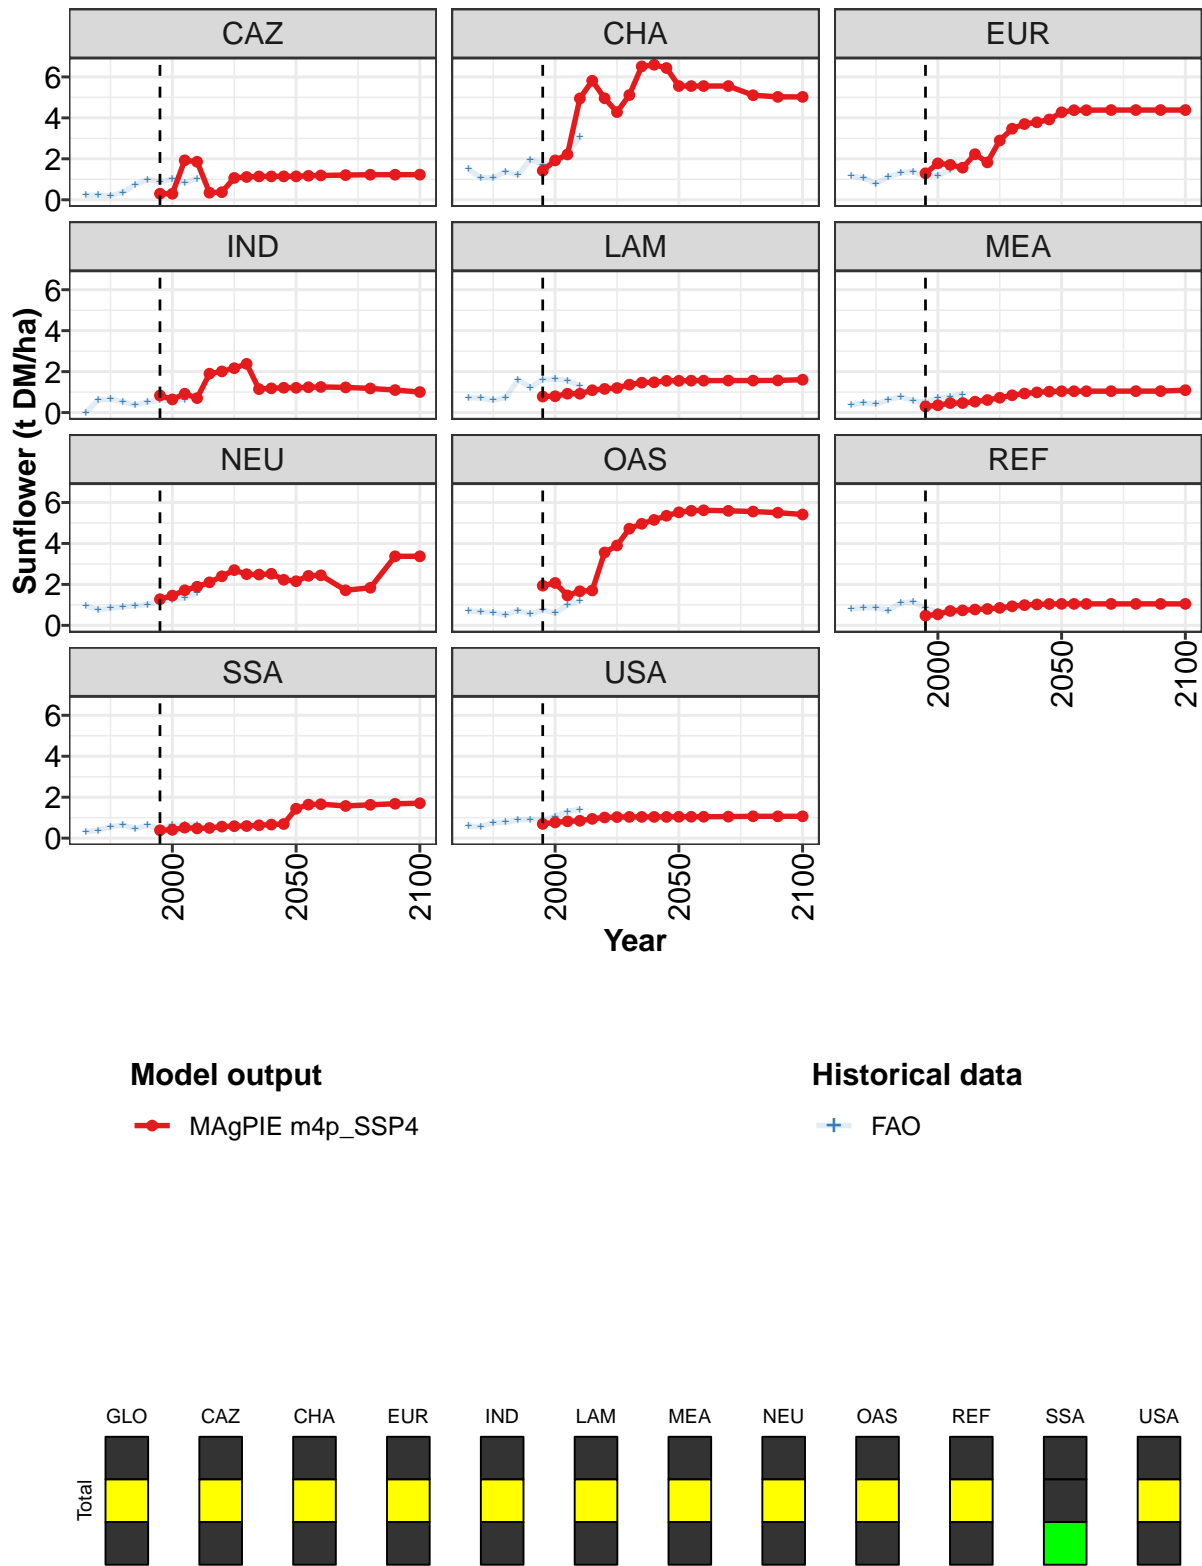 CAZ CHA EUR
6
4
2
0
IND LAM MEA
6
4
2
0
Sunflower (t DM/ha)
NEU OAS REF
6
4
2
0
2000 2050 2100
SSA USA
6
4
2
0
2000 2050 2100 2000 2050 2100
Year
Model output Historical data
MAgPIE m4p_SSP4 FAO
GLO CAZ CHA EUR IND LAM MEA NEU OAS REF SSA USA
Total